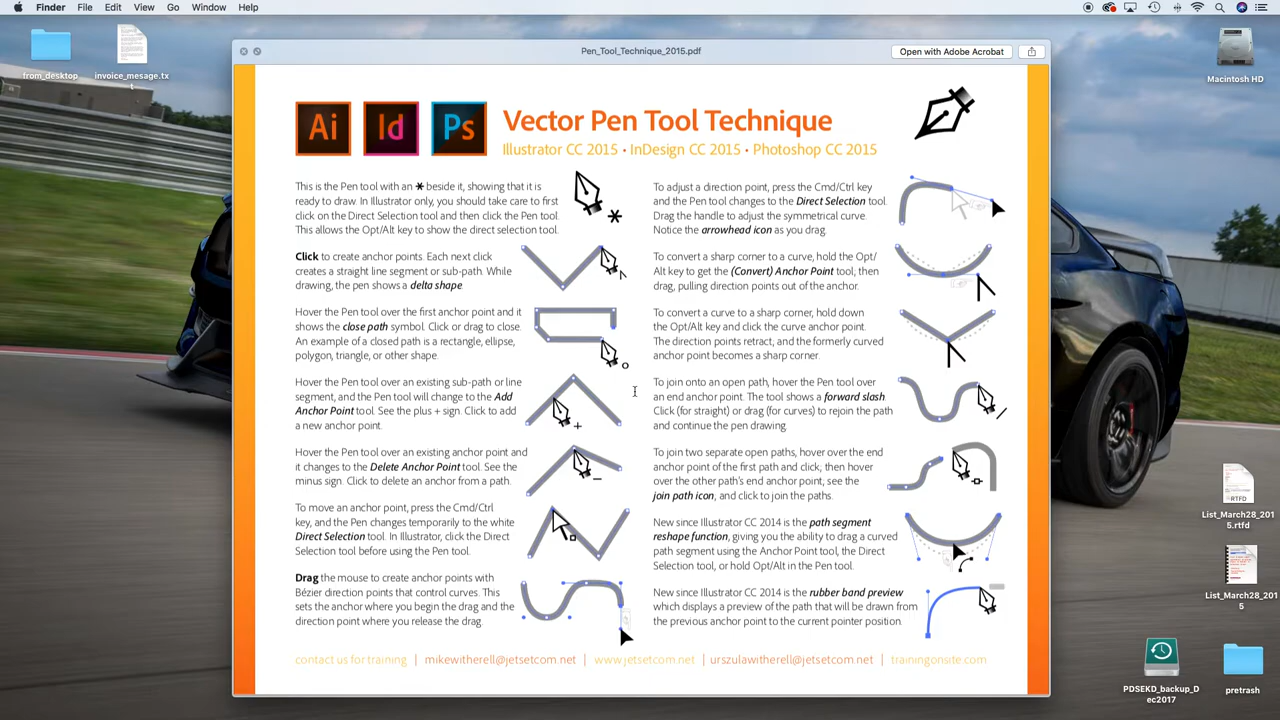 Finder File Edit View Go Window Help
from_desktop
invoice_mesage.tx
t
Macintosh HD
Pen_Tool_Technique_2015.pdf
Open with Adobe Acrobat
Ai Id Ps
Vector Pen Tool Technique
Illustrator CC 2015 • InDesign CC 2015 • Photoshop CC 2015
This is the Pen tool with an * beside it, showing that it is
ready to draw. In Illustrator only, you should take care to first
click on the Direct Selection tool and then click the Pen tool.
This allows the Opt/Alt key to show the direct selection tool.
Click to create anchor points. Each next click
creates a straight line segment or sub-path. While
drawing, the pen shows a delta shape.
Hover the Pen tool over the first anchor point and it
shows the close path symbol. Click or drag to close.
An example of a closed path is a rectangle, ellipse,
polygon, triangle, or other shape.
Hover the Pen tool over an existing sub-path or line
segment, and the Pen tool will change to the Add
Anchor Point tool. See the plus + sign. Click to add
a new anchor point.
Hover the Pen tool over an existing anchor point and
it changes to the Delete Anchor Point tool. See the
minus sign. Click to delete an anchor from a path.
To move an anchor point, press the Cmd/Ctrl
key, and the Pen changes temporarily to the white
Direct Selection tool. In Illustrator, click the Direct
Selection tool before using the Pen tool.
Drag the mouse to create anchor points with
Bézier direction points that control curves. This
sets the anchor where you begin the drag and the
direction point where you release the drag.
To adjust a direction point, press the Cmd/Ctrl key
and the Pen tool changes to the Direct Selection tool.
Drag the handle to adjust the symmetrical curve.
Notice the arrowhead icon as you drag.
To convert a sharp corner to a curve, hold the Opt/
Alt key to get the (Convert) Anchor Point tool, then
drag, pulling direction points out of the anchor.
To convert a curve to a sharp corner, hold down
the Opt/Alt key and click the curve anchor point.
The direction points retract, and the formerly curved
anchor point becomes a sharp corner.
To join onto an open path, hover the Pen tool over
an end anchor point. The tool shows a forward slash.
Click (for straight) or drag (for curves) to rejoin the path
and continue the pen drawing.
To join two separate open paths, hover over the end
anchor point of the first path and click; then hover
over the other path's end anchor point, see the
join path icon, and click to join the paths.
New since Illustrator CC 2014 is the path segment
reshape function, giving you the ability to drag a curved
path segment using the Anchor Point tool, the Direct
Selection tool, or hold Opt/Alt in the Pen tool.
New since Illustrator CC 2014 is the rubber band preview
which displays a preview of the path that will be drawn from
the previous anchor point to the current pointer position.
contact us for training | mikewitherell@jetsetcom.net | www.jetsetcom.net | urszulawitherell@jetsetcom.net | trainingonsite.com
RTFD
List_March28_201
5.rtfd
List_March28_201
5
PDSEKD_backup_D
ec2017
pretrash